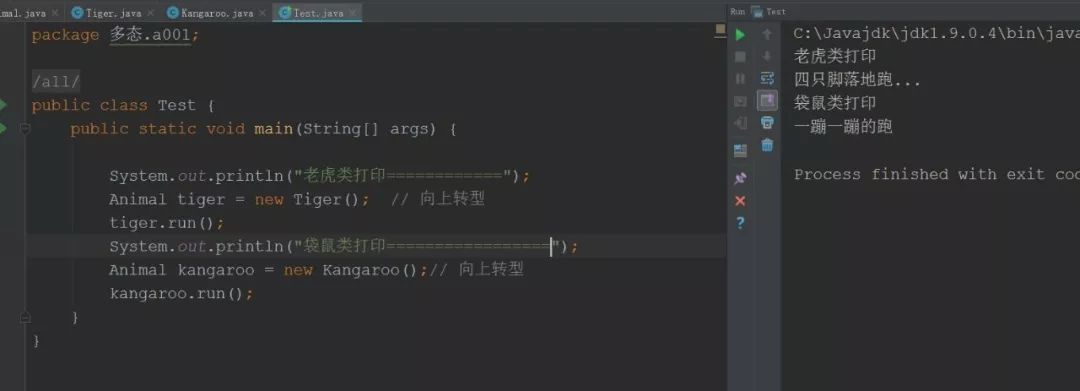 imal.java × Tiger.java × Kangaroo.java × Test.java ×
package 多态.a001;
/all/
public class Test {
public static void main(String[] args) {
System.out.println("老虎类打印============");
Animal tiger = new Tiger();  // 向上转型
tiger.run();
System.out.println("袋鼠类打印=================");
Animal kangaroo = new Kangaroo();// 向上转型
kangaroo.run();
}
}
Run Test
C:\Javajdk\jdk1.9.0.4\bin\java
老虎类打印
四只脚落地跑...
袋鼠类打印
一蹦一蹦的跑
Process finished with exit cod